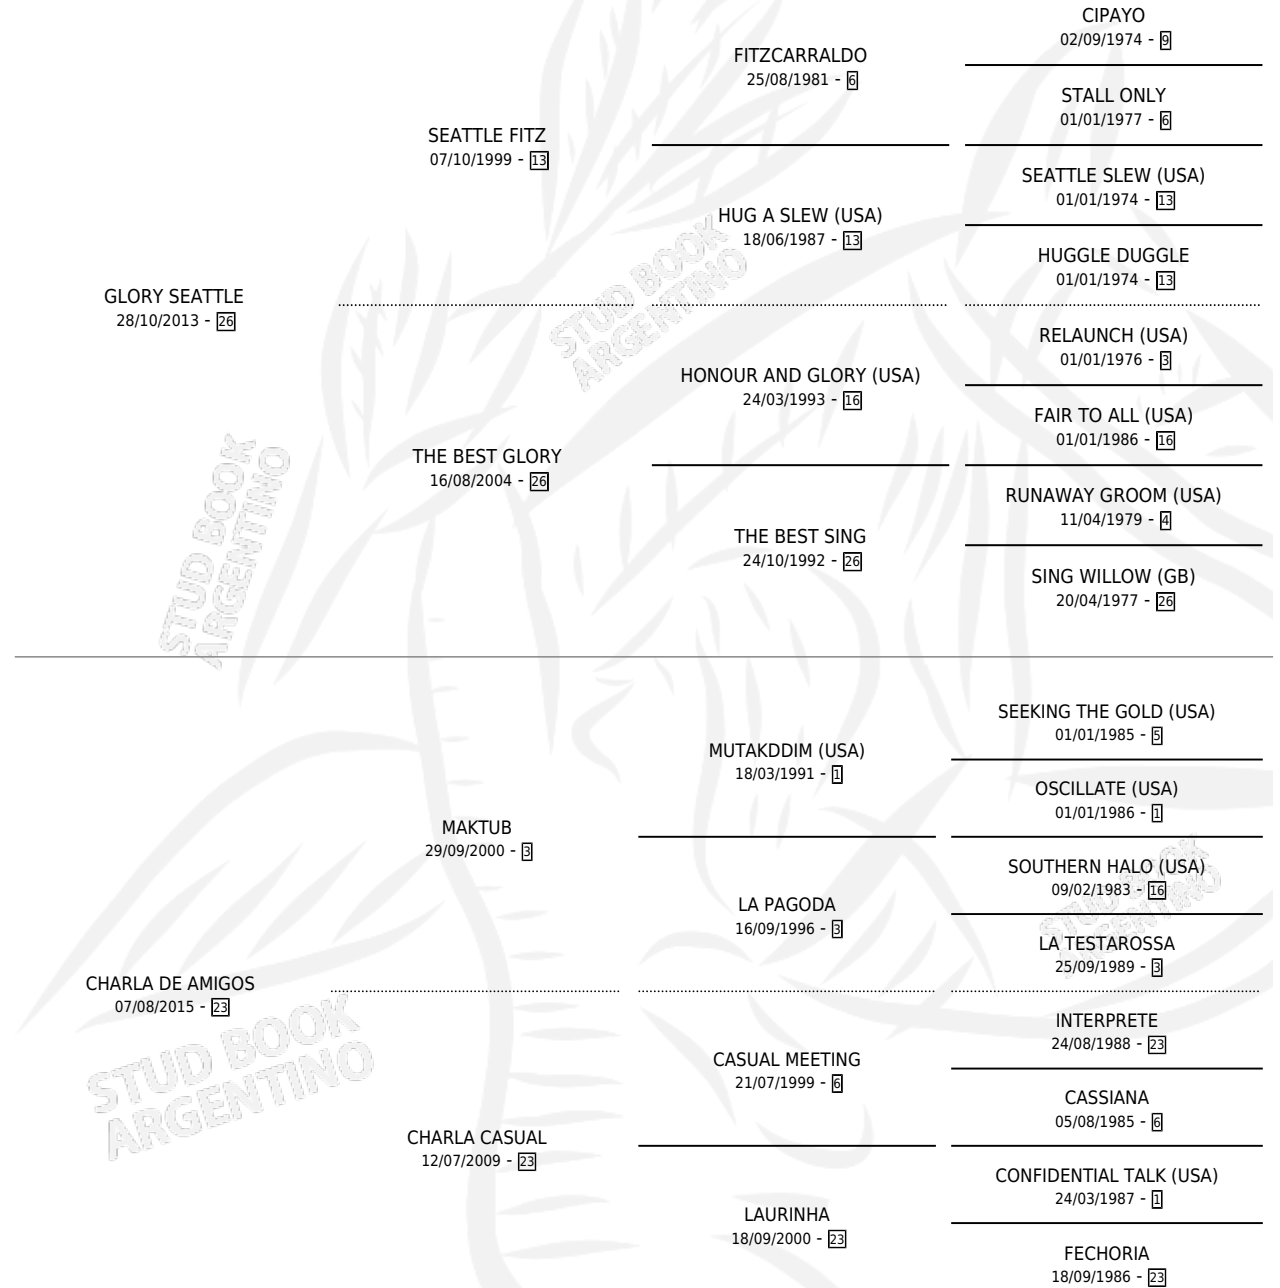 CIPAYO
02/09/1974 - 9
FITZCARRALDO
25/08/1981 - 6
STALL ONLY
01/01/1977 - 6
SEATTLE FITZ
07/10/1999 - 13
SEATTLE SLEW (USA)
01/01/1974 - 13
HUG A SLEW (USA)
18/06/1987 - 13
HUGGLE DUGGLE
01/01/1974 - 13
GLORY SEATTLE
28/10/2013 - 26
STUD BOOK
ARGENTINO
RELAUNCH (USA)
01/01/1976 - 3
HONOUR AND GLORY (USA)
24/03/1993 - 16
FAIR TO ALL (USA)
01/01/1986 - 16
THE BEST GLORY
16/08/2004 - 26
RUNAWAY GROOM (USA)
11/04/1979 - 4
THE BEST SING
24/10/1992 - 26
SING WILLOW (GB)
20/04/1977 - 26
STUD BOOK
ARGENTINO
SEEKING THE GOLD (USA)
01/01/1985 - 5
MUTAKDDIM (USA)
18/03/1991 - 1
OSCILLATE (USA)
01/01/1986 - 1
MAKTUB
29/09/2000 - 3
SOUTHERN HALO (USA)
09/02/1983 - 16
LA PAGODA
16/09/1996 - 3
STUD BOOK
ARGENTINO
LA TESTAROSSA
25/09/1989 - 3
CHARLA DE AMIGOS
07/08/2015 - 23
INTERPRETE
24/08/1988 - 23
CASUAL MEETING
21/07/1999 - 6
STUD BOOK
ARGENTINO
CASSIANA
05/08/1985 - 6
CHARLA CASUAL
12/07/2009 - 23
CONFIDENTIAL TALK (USA)
24/03/1987 - 1
LAURINHA
18/09/2000 - 23
FECHORIA
18/09/1986 - 23